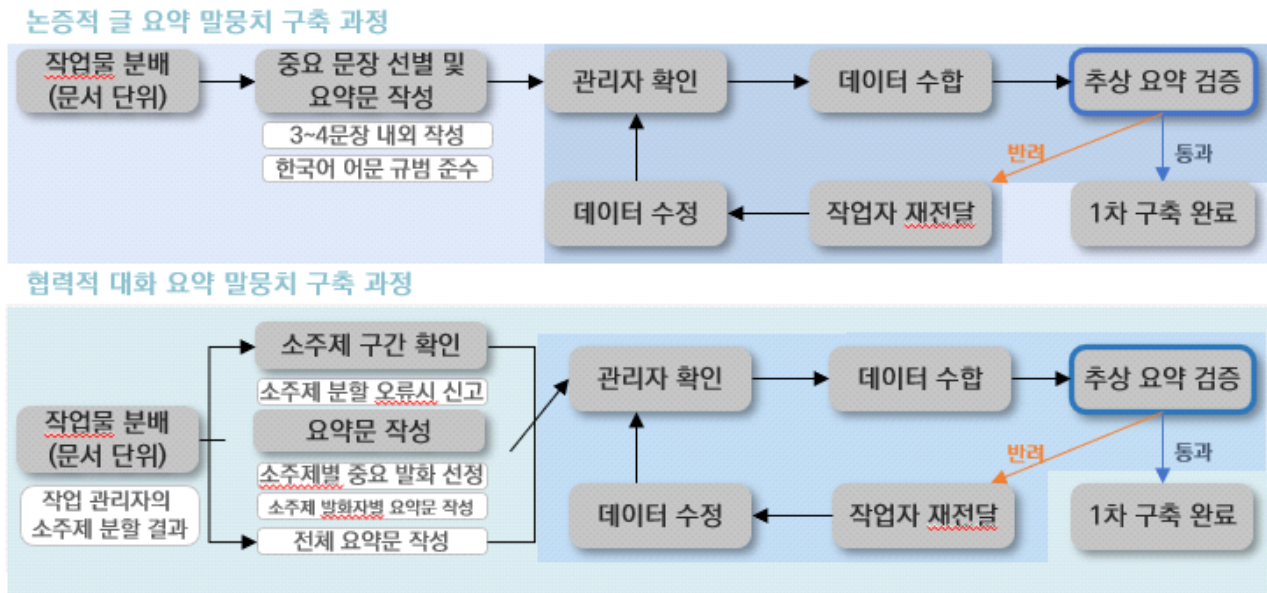 논증적 글 요약 말뭉치 구축 과정
작업물 분배
(문서 단위)
중요 문장 선별 및
요약문 작성
3~4문장 내외 작성
한국어 어문 규범 준수
관리자 확인
데이터 수합
추상 요약 검증
반려
통과
데이터 수정
작업자 재전달
1차 구축 완료
협력적 대화 요약 말뭉치 구축 과정
작업물 분배
(문서 단위)
작업 관리자의
소주제 분할 결과
소주제 구간 확인
소주제 분할 오류시 신고
요약문 작성
소주제별 중요 발화 선정
소주제 발화자별 요약문 작성
전체 요약문 작성
관리자 확인
데이터 수합
추상 요약 검증
반려
통과
데이터 수정
작업자 재전달
1차 구축 완료